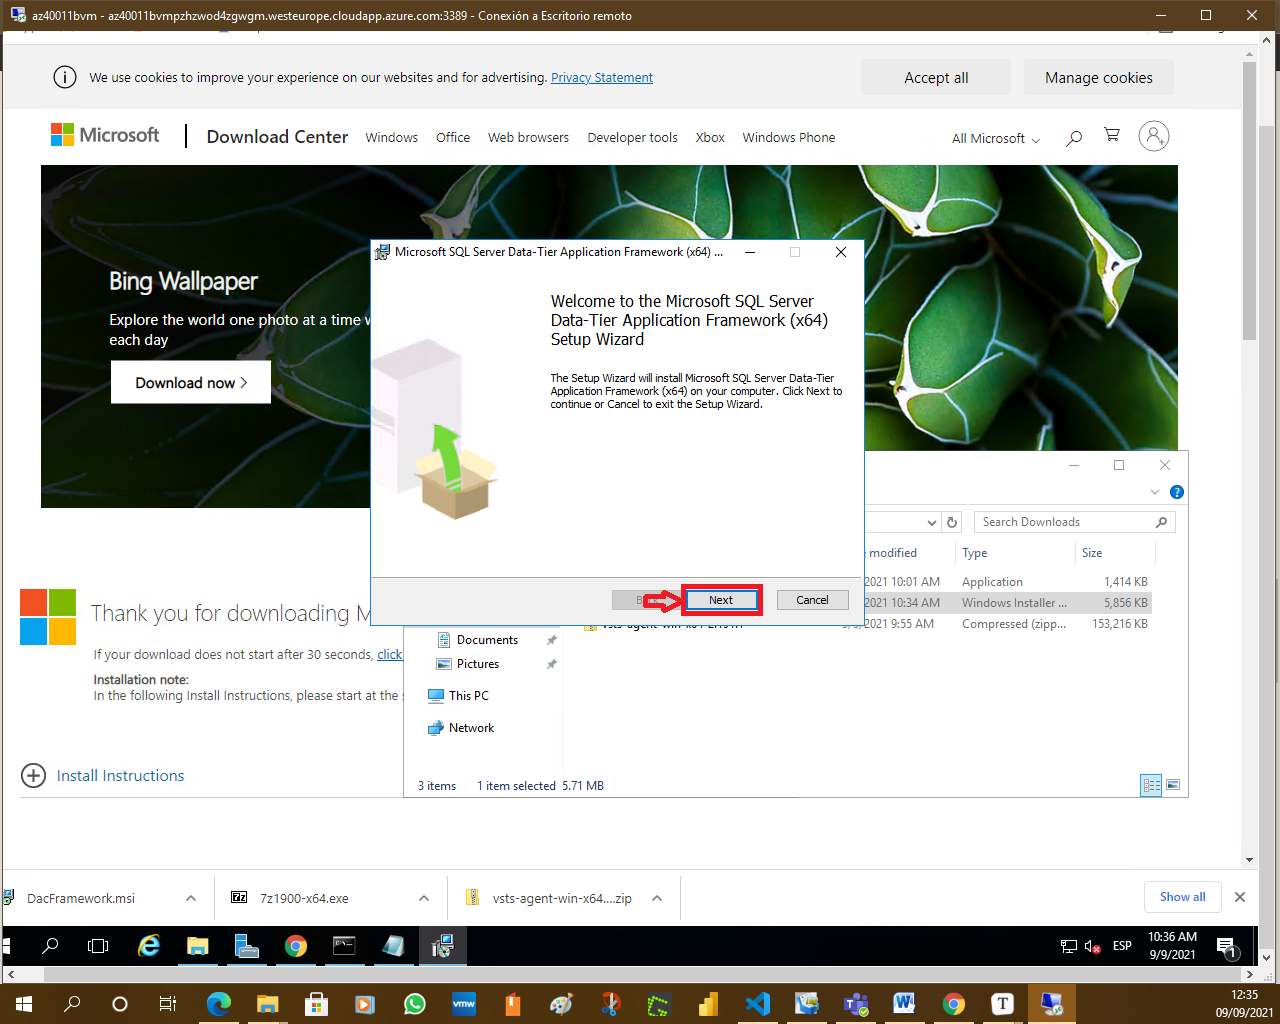 az40011bvm - az40011bvmpzhzwod4zgwgm.westeurope.cloudapp.azure.com:3389 - Conexión a Escritorio remoto
We use cookies to improve your experience on our websites and for advertising. Privacy Statement
Accept all
Manage cookies
Microsoft
Download Center
Windows
Office
Web browsers
Developer tools
Xbox
Windows Phone
All Microsoft
Bing Wallpaper
Explore the world one photo at a time
each day
Download now
Microsoft SQL Server Data-Tier Application Framework (x64) ...
Welcome to the Microsoft SQL Server
Data-Tier Application Framework (x64)
Setup Wizard
The Setup Wizard will install Microsoft SQL Server Data-Tier
Application Framework (x64) on your computer. Click Next to
continue or Cancel to exit the Setup Wizard.
Next
Cancel
Search Downloads
modified
Type
Size
2021 10:01 AM
Application
1,414 KB
2021 10:34 AM
Windows Installer ...
5,856 KB
2021 9:55 AM
Compressed (zipp...
153,216 KB
Documents
Pictures
This PC
Network
3 items
1 item selected 5.71 MB
Thank you for downloading M
If your download does not start after 30 seconds, click
Installation note:
In the following Install Instructions, please start at the
Install Instructions
DacFramework.msi
7z1900-x64.exe
vsts-agent-win-x64....zip
Show all
ESP
10:36 AM
9/9/2021
1
12:35
09/09/2021